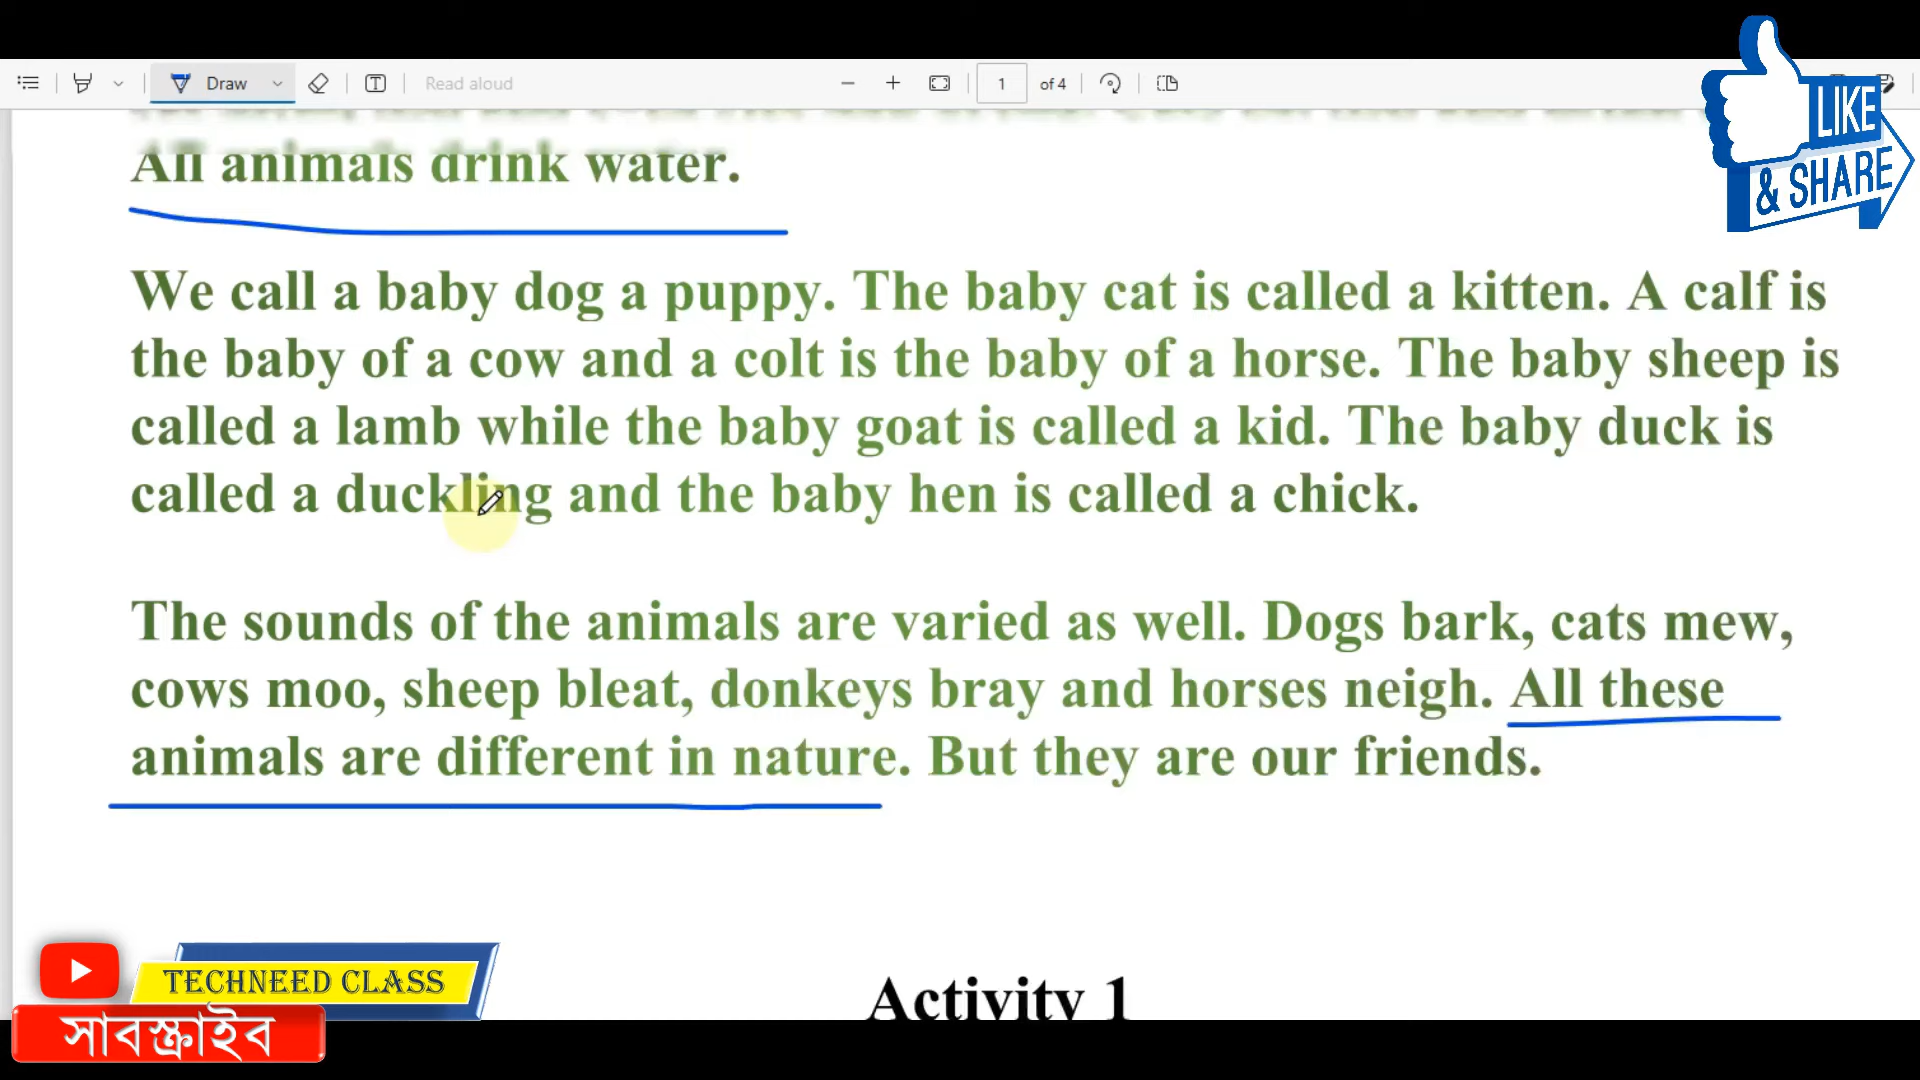 Draw
Read aloud
1 of 4
LIKE
& SHARE
All animals drink water.
We call a baby dog a puppy. The baby cat is called a kitten. A calf is
the baby of a cow and a colt is the baby of a horse. The baby sheep is
called a lamb while the baby goat is called a kid. The baby duck is
called a duckling and the baby hen is called a chick.
The sounds of the animals are varied as well. Dogs bark, cats mew,
cows moo, sheep bleat, donkeys bray and horses neigh. All these
animals are different in nature. But they are our friends.
Activity 1
TECHNEED CLASS
সাবস্ক্রাইব